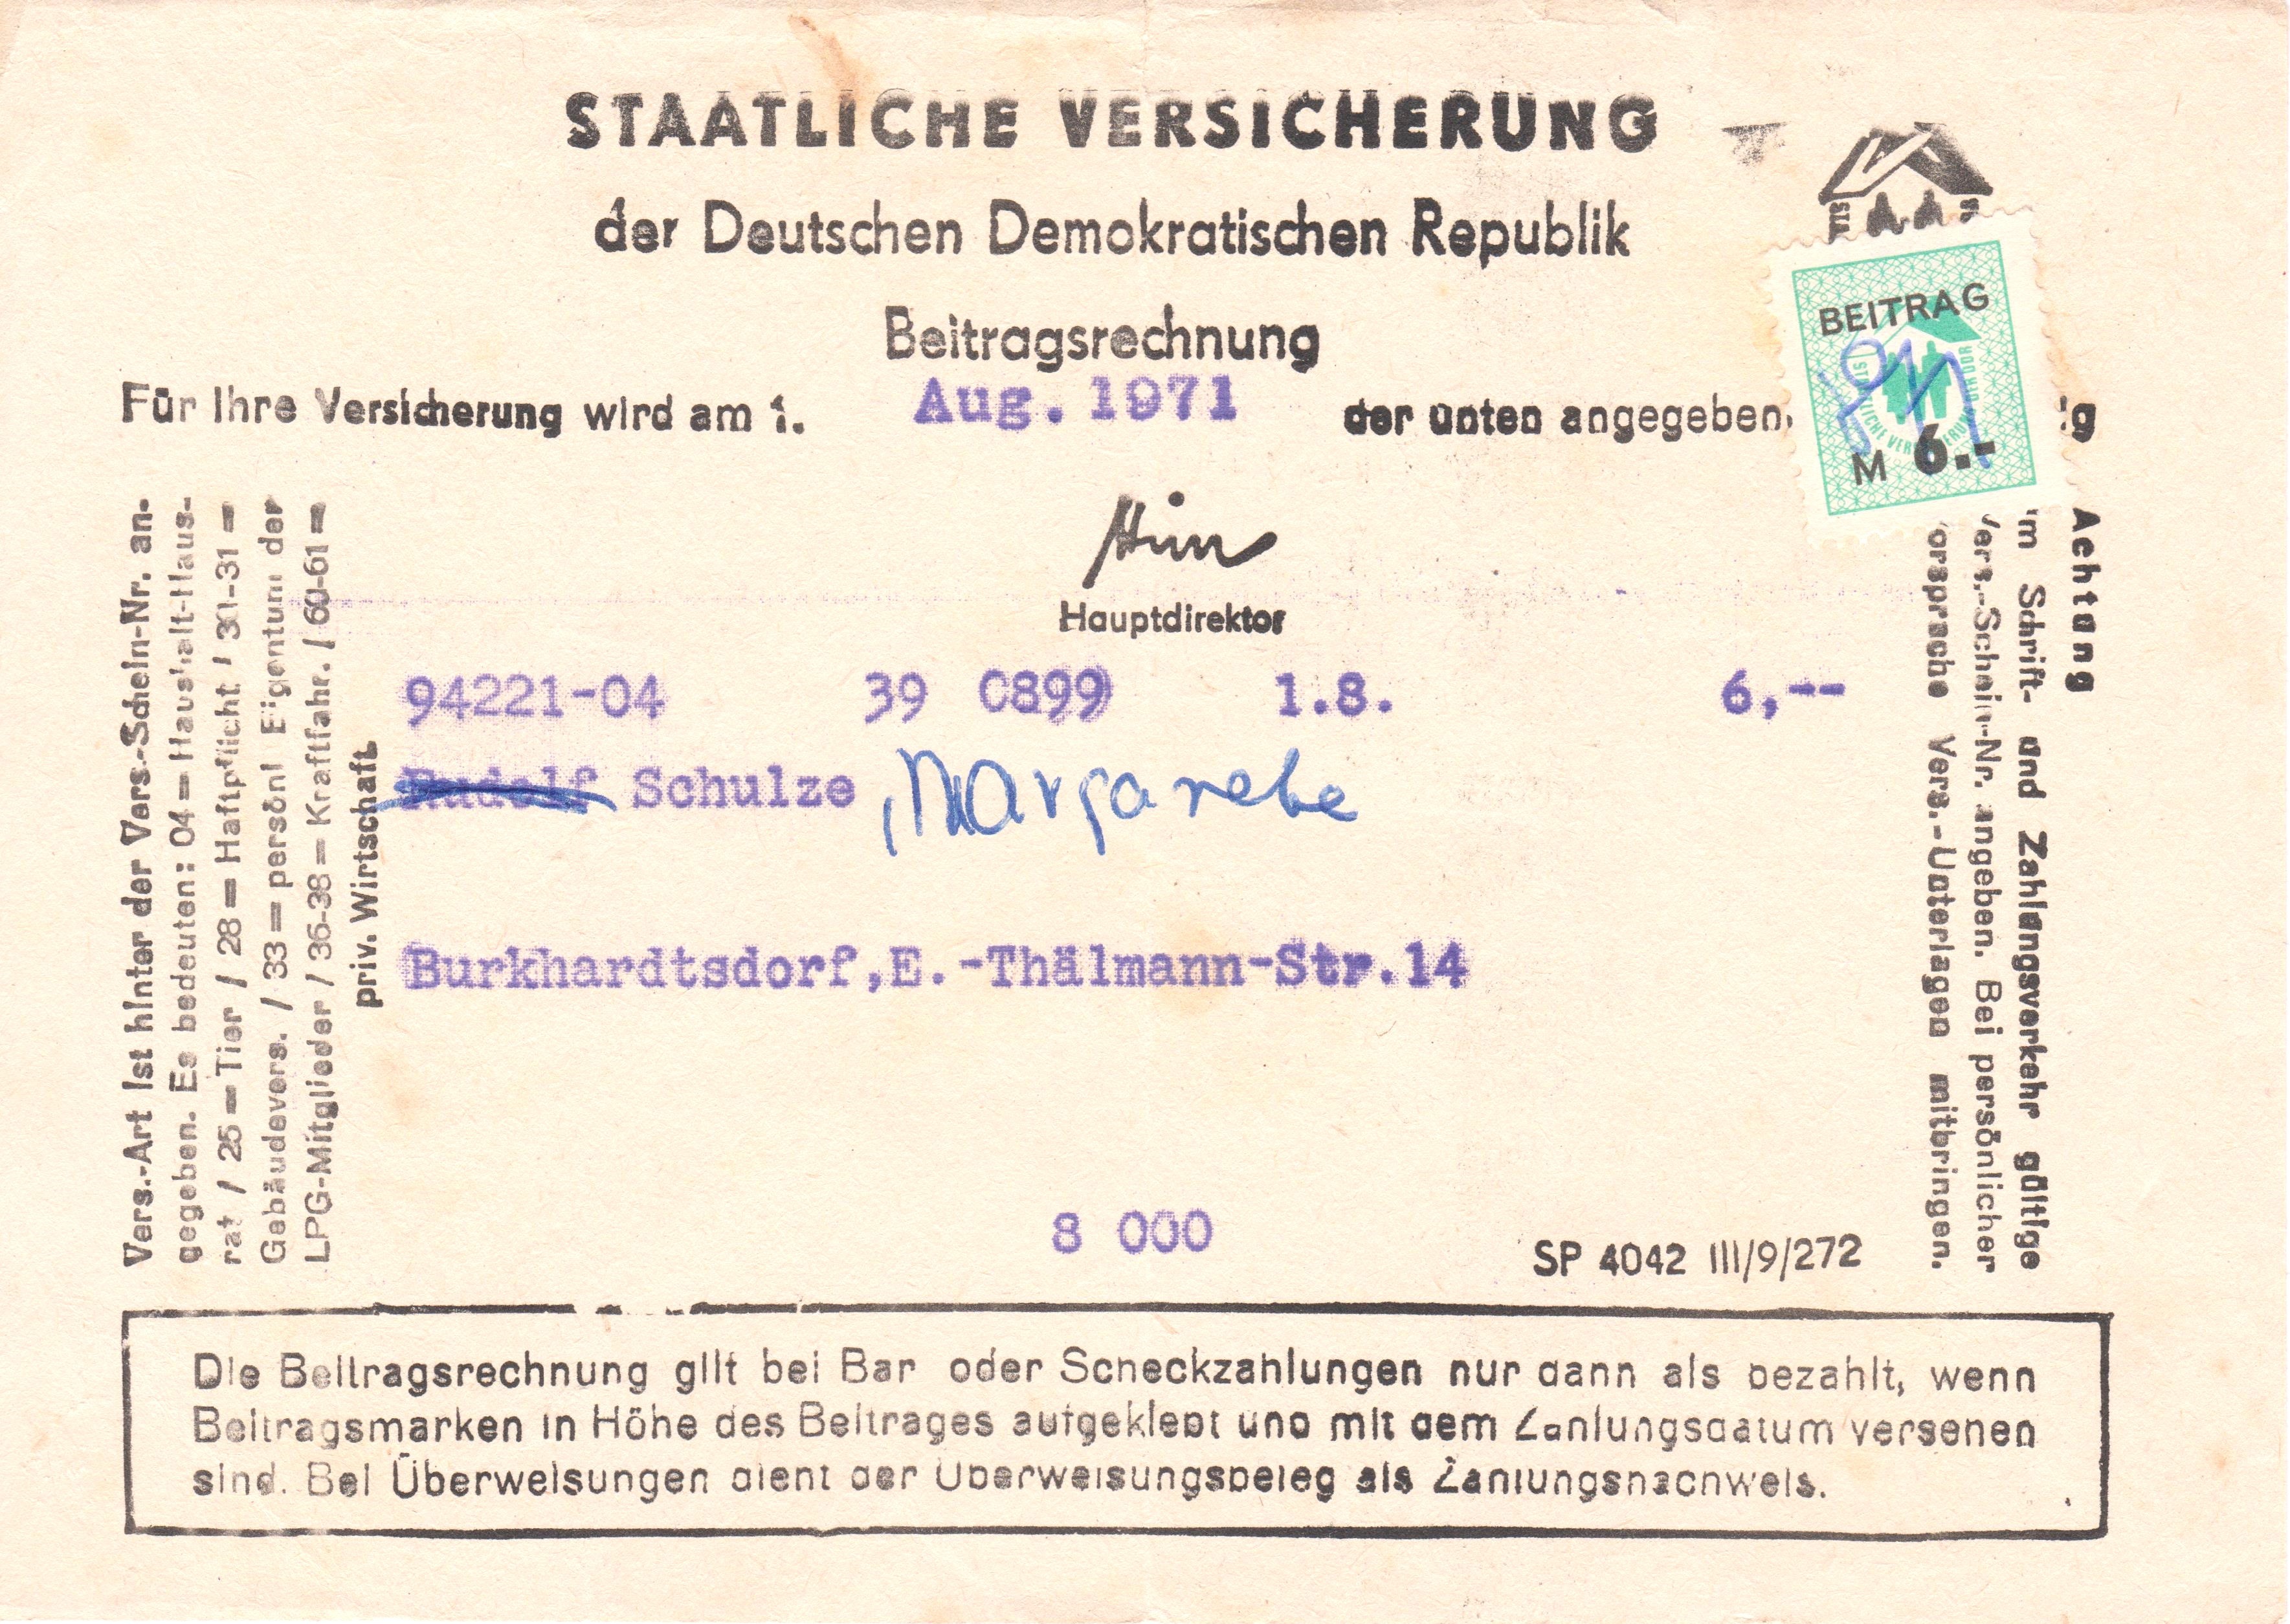 STAATLICHE VERSICHERUNG
der Deutschen Demokratischen Republik
Beitragsrechnung
Für Ihre Versicherung wird am 1. Aug. 1971 der unten angegeben
BEITRAG
M 6.-
Hauptdirektor
94221-04 39 0899 1.8. 6,--
Rudolf Schulze, Margarete
Burkhardtsdorf, E.-Thälmann-Str.14
8 000
SP 4042 III/9/272
Vers.-Art ist hinter der Vers.-Schein-Nr. an-
gegeben. Es bedeuten: 04 = Haushalt-Haus-
rat / 25 = Tier / 28 = Haftpflicht / 30-31 =
Gebäudevers. / 33 = persönl Eigentum der
LPG-Mitglieder / 36-38 = Kraftfahr. / 60-61 =
priv. Wirtschaft
Achtung
Im Schrift- und Zahlungsverkehr gültige
Vers.-Schein-Nr. angeben. Bei persönlicher
Vorsprache Vers.-Unterlagen mitbringen.
Die Beitragsrechnung gilt bei Bar oder Scheckzahlungen nur dann als bezahlt, wenn
Beitragsmarken in Höhe des Beitrages aufgeklebt und mit dem Zahlungsdatum versehen
sind. Bei Überweisungen dient der Überweisungsbeleg als Zahlungsnachweis.